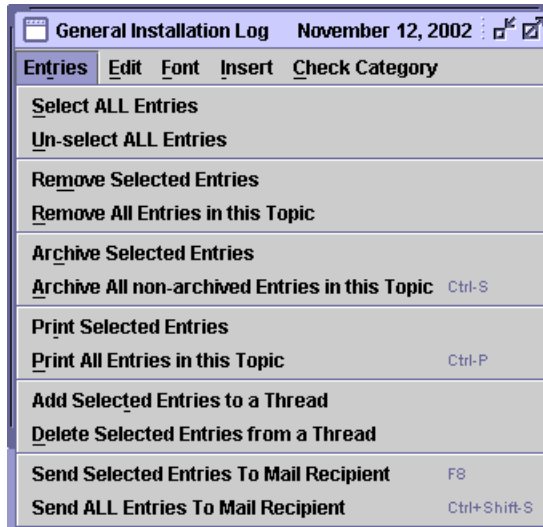 General Installation Log November 12, 2002
Entries Edit Font Insert Check Category
Select ALL Entries
Un-select ALL Entries
Remove Selected Entries
Remove All Entries in this Topic
Archive Selected Entries
Archive All non-archived Entries in this Topic Ctrl-S
Print Selected Entries
Print All Entries in this Topic Ctrl-P
Add Selected Entries to a Thread
Delete Selected Entries from a Thread
Send Selected Entries To Mail Recipient F8
Send ALL Entries To Mail Recipient Ctrl+Shift-S